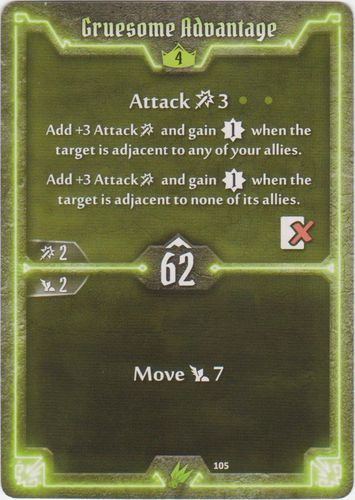 Gruesome Advantage
4
Attack 3
Add +3 Attack and gain 1 when the
target is adjacent to any of your allies.
Add +3 Attack and gain 1 when the
target is adjacent to none of its allies.
2
62
2
Move 7
105